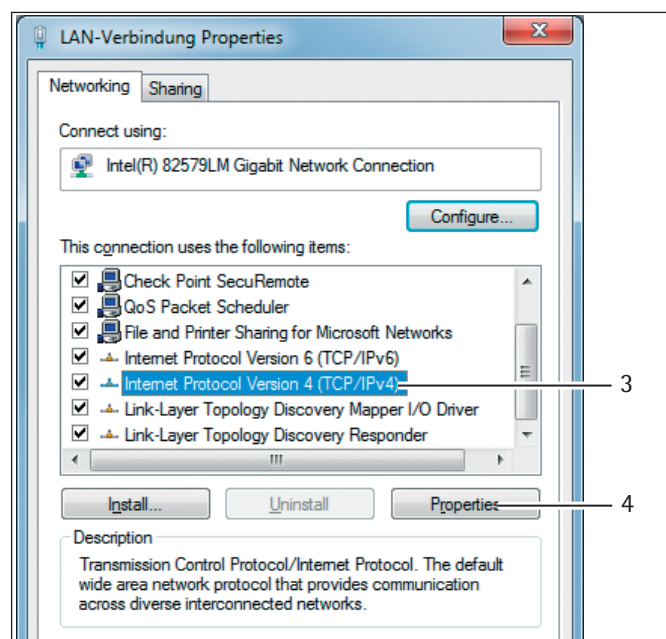 LAN-Verbindung Properties
Networking
Sharing
Connect using:
Intel(R) 82579LM Gigabit Network Connection
Configure...
This connection uses the following items:
Check Point SecuRemote
QoS Packet Scheduler
File and Printer Sharing for Microsoft Networks
Internet Protocol Version 6 (TCP/IPv6)
Internet Protocol Version 4 (TCP/IPv4)
3
Link-Layer Topology Discovery Mapper I/O Driver
Link-Layer Topology Discovery Responder
Install...
Uninstall
Properties
4
Description
Transmission Control Protocol/Internet Protocol. The default
wide area network protocol that provides communication
across diverse interconnected networks.